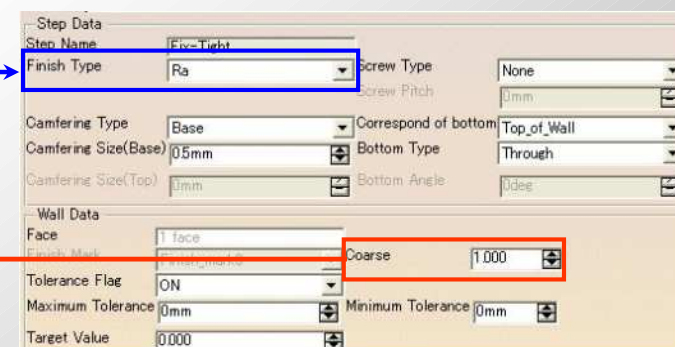 Step Data
Step Name Fix-Tight
Finish Type Ra Screw Type None
Screw Pitch 0mm
Camfering Type Base Correspond of bottom Top_of_Wall
Camfering Size(Base) 0.5mm Bottom Type Through
Camfering Size(Top) 0mm Bottom Angle 0deg
Wall Data
Face 1 face
Finish Mark Coarse 1.000
Tolerance Flag ON
Maximum Tolerance 0mm Minimum Tolerance 0mm
Target Value 0.000